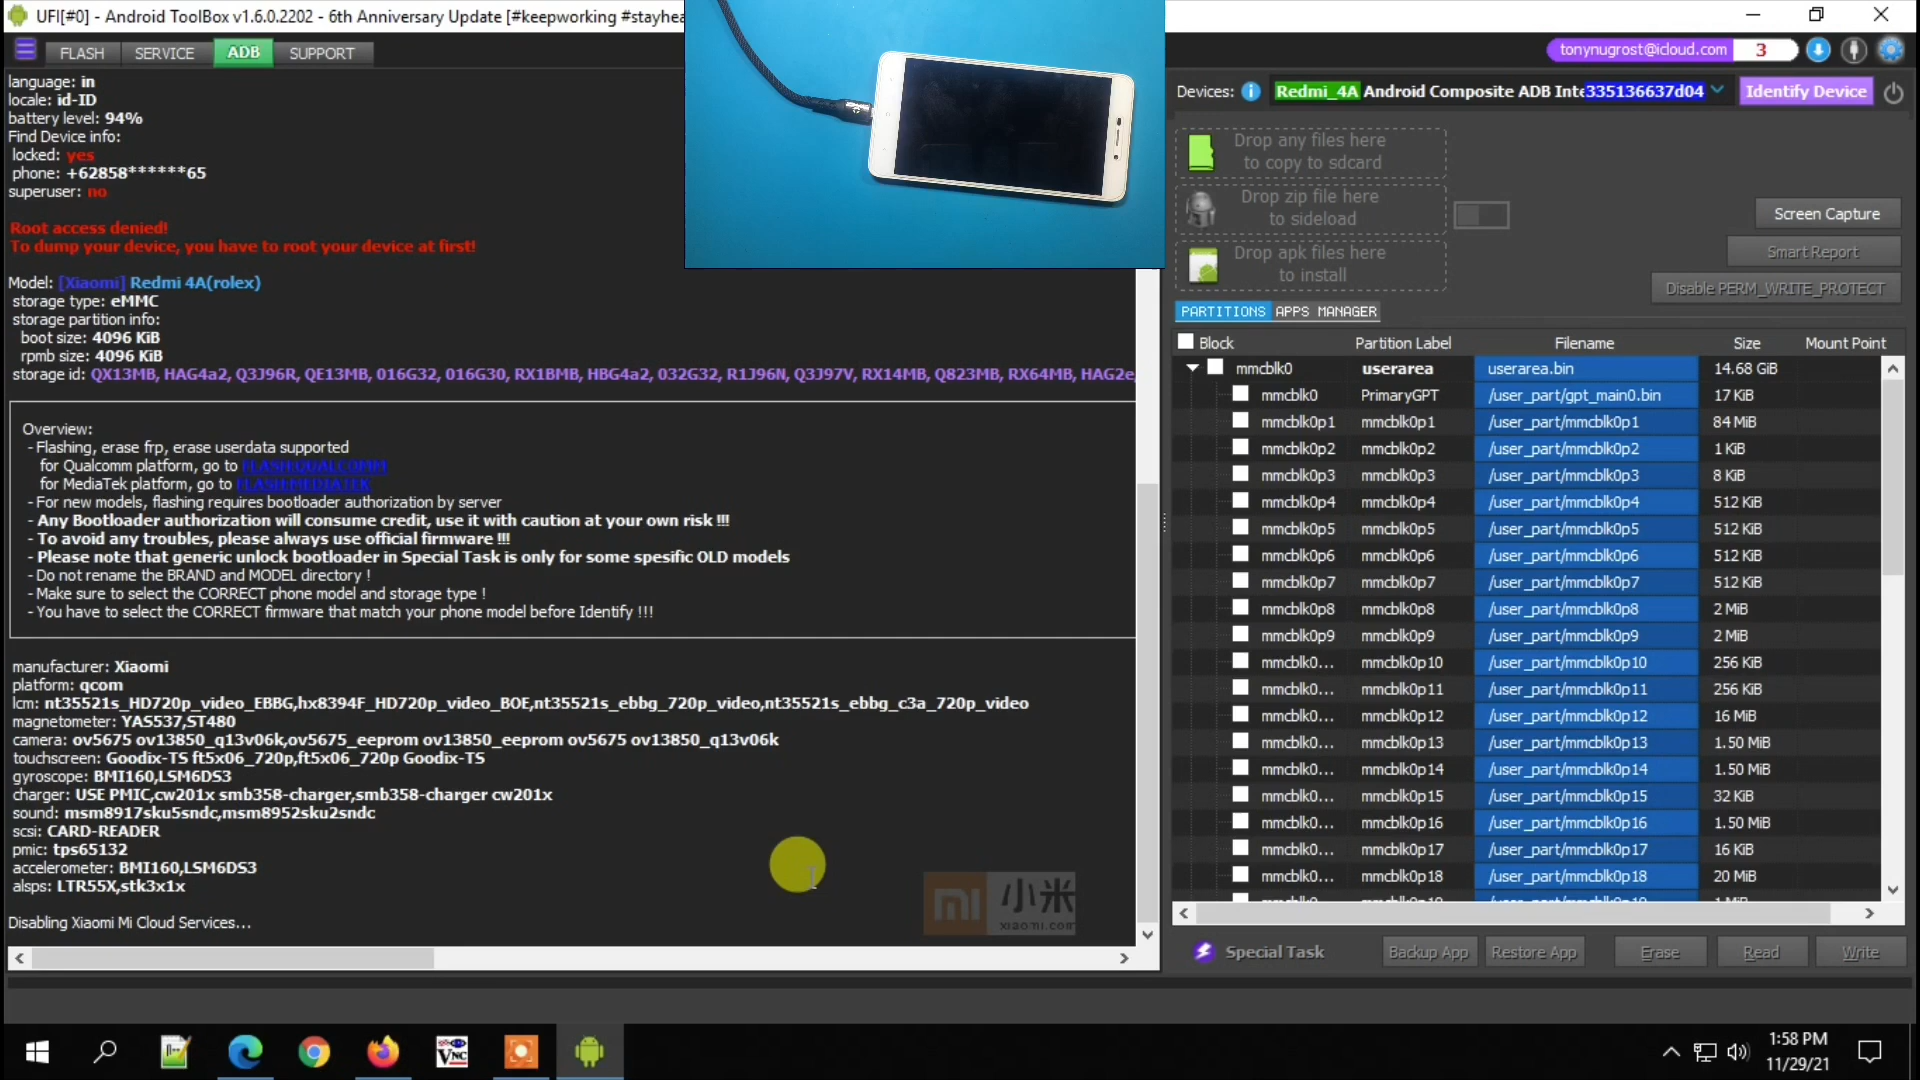 UFI[#0] - Android ToolBox v1.6.0.2202 - 6th Anniversary Update [#keepworking #stayhea
FLASH SERVICE ADB SUPPORT
tonynugrost@icloud.com 3
language: in
locale: id-ID
battery level: 94%
Find Device info:
locked: yes
phone: +62858******65
superuser: no
Root access denied!
To dump your device, you have to root your device at first!
Model: [Xiaomi] Redmi 4A(rolex)
storage type: eMMC
storage partition info:
boot size: 4096 KiB
rpmb size: 4096 KiB
storage id: QX13MB, HAG4a2, Q3J96R, QE13MB, 016G32, 016G30, RX1BMB, HBG4a2, 032G32, R1J96N, Q3J97V, RX14MB, Q823MB, RX64MB, HAG2e,
Overview:
- Flashing, erase frp, erase userdata supported
for Qualcomm platform, go to FLASH:QUALCOMM
for MediaTek platform, go to FLASH:MEDIATEK
- For new models, flashing requires bootloader authorization by server
- Any Bootloader authorization will consume credit, use it with caution at your own risk !!!
- To avoid any troubles, please always use official firmware !!!
- Please note that generic unlock bootloader in Special Task is only for some spesific OLD models
- Do not rename the BRAND and MODEL directory !
- Make sure to select the CORRECT phone model and storage type !
- You have to select the CORRECT firmware that match your phone model before Identify !!!
manufacturer: Xiaomi
platform: qcom
lcm: nt35521s_HD720p_video_EBBG,hx8394F_HD720p_video_BOE,nt35521s_ebbg_720p_video,nt35521s_ebbg_c3a_720p_video
magnetometer: YAS537,ST480
camera: ov5675 ov13850_q13v06k,ov5675_eeprom ov13850_eeprom ov5675 ov13850_q13v06k
touchscreen: Goodix-TS ft5x06_720p,ft5x06_720p Goodix-TS
gyroscope: BMI160,LSM6DS3
charger: USE PMIC,cw201x smb358-charger,smb358-charger cw201x
sound: msm8917sku5sndc,msm8952sku2sndc
scsi: CARD-READER
pmic: tps65132
accelerometer: BMI160,LSM6DS3
alsps: LTR55X,stk3x1x
Disabling Xiaomi Mi Cloud Services...
mi 小米
xiaomi.com
Devices: Redmi_4A Android Composite ADB Inte335136637d04 Identify Device
Drop any files here
to copy to sdcard
Drop zip file here
to sideload
Drop apk files here
to install
Screen Capture
Smart Report
Disable PERM_WRITE_PROTECT
PARTITIONS APPS MANAGER
Block Partition Label Filename Size Mount Point
mmcblk0 userarea userarea.bin 14.68 GiB
mmcblk0 PrimaryGPT /user_part/gpt_main0.bin 17 KiB
mmcblk0p1 mmcblk0p1 /user_part/mmcblk0p1 84 MiB
mmcblk0p2 mmcblk0p2 /user_part/mmcblk0p2 1 KiB
mmcblk0p3 mmcblk0p3 /user_part/mmcblk0p3 8 KiB
mmcblk0p4 mmcblk0p4 /user_part/mmcblk0p4 512 KiB
mmcblk0p5 mmcblk0p5 /user_part/mmcblk0p5 512 KiB
mmcblk0p6 mmcblk0p6 /user_part/mmcblk0p6 512 KiB
mmcblk0p7 mmcblk0p7 /user_part/mmcblk0p7 512 KiB
mmcblk0p8 mmcblk0p8 /user_part/mmcblk0p8 2 MiB
mmcblk0p9 mmcblk0p9 /user_part/mmcblk0p9 2 MiB
mmcblk0... mmcblk0p10 /user_part/mmcblk0p10 256 KiB
mmcblk0... mmcblk0p11 /user_part/mmcblk0p11 256 KiB
mmcblk0... mmcblk0p12 /user_part/mmcblk0p12 16 MiB
mmcblk0... mmcblk0p13 /user_part/mmcblk0p13 1.50 MiB
mmcblk0... mmcblk0p14 /user_part/mmcblk0p14 1.50 MiB
mmcblk0... mmcblk0p15 /user_part/mmcblk0p15 32 KiB
mmcblk0... mmcblk0p16 /user_part/mmcblk0p16 1.50 MiB
mmcblk0... mmcblk0p17 /user_part/mmcblk0p17 16 KiB
mmcblk0... mmcblk0p18 /user_part/mmcblk0p18 20 MiB
Special Task Backup App Restore App Erase Read Write
VNC
1:58 PM
11/29/21